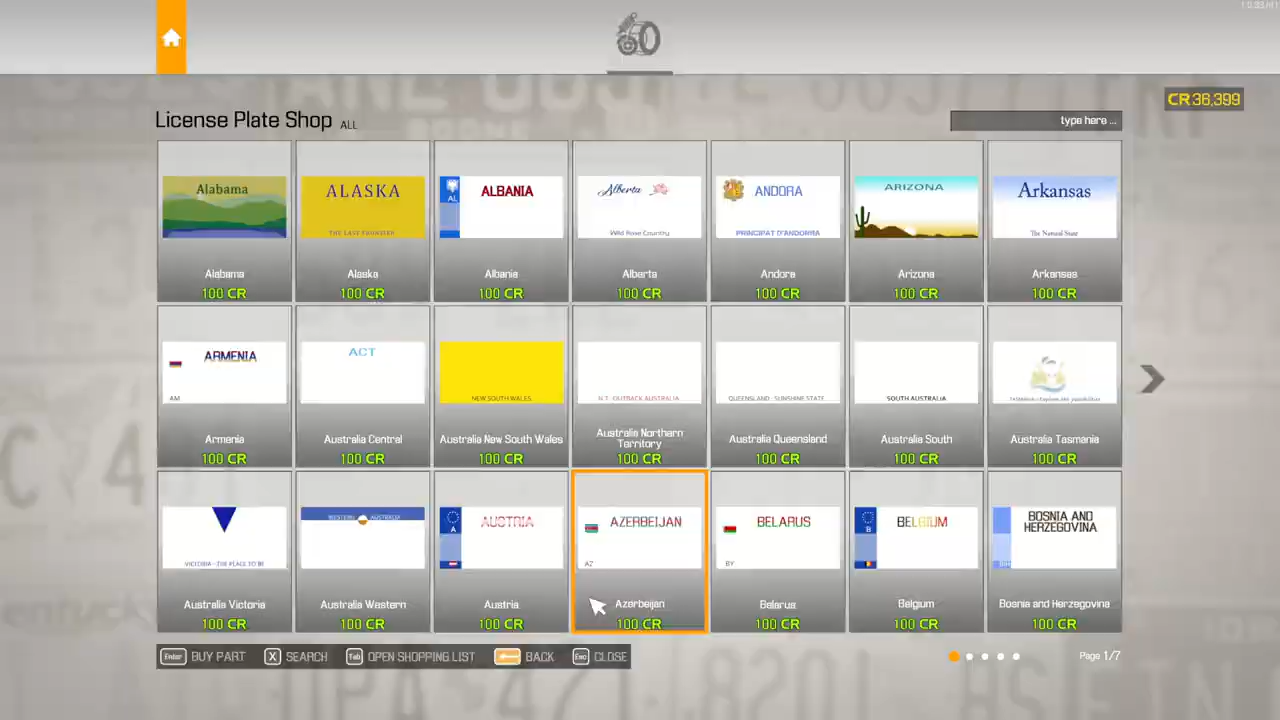 CR 36,399
License Plate Shop ALL
type here ...
Alabama
ALASKA
THE LAST FRONTIER
AL
ALBANIA
Alberta
Wild Rose Country
ANDORA
PRINCIPAT D'ANDORRA
ARIZONA
Arkansas
The Natural State
Alabama
Alaska
Albania
Alberta
Andora
Arizona
Arkansas
100 CR
100 CR
100 CR
100 CR
100 CR
100 CR
100 CR
ARMENIA
AM
ACT
NEW SOUTH WALES
N.T. OUTBACK AUSTRALIA
QUEENSLAND - SUNSHINE STATE
SOUTH AUSTRALIA
Armenia
Australia Central
Australia New South Wales
Australia Northern
Territory
Australia Queensland
Australia South
Australia Tasmania
100 CR
100 CR
100 CR
100 CR
100 CR
100 CR
100 CR
VICTORIA - THE PLACE TO BE
WESTERN AUSTRALIA
A
AUSTRIA
AZERBEIJAN
AZ
BELARUS
BY
B
BELGIUM
BOSNIA AND
HERZEGOVINA
BIH
Australia Victoria
Australia Western
Austria
Azerbeijan
Belarus
Belgium
Bosnia and Herzegovina
100 CR
100 CR
100 CR
100 CR
100 CR
100 CR
100 CR
Enter BUY PART X SEARCH Tab OPEN SHOPPING LIST BACK Esc CLOSE
Page 1/7